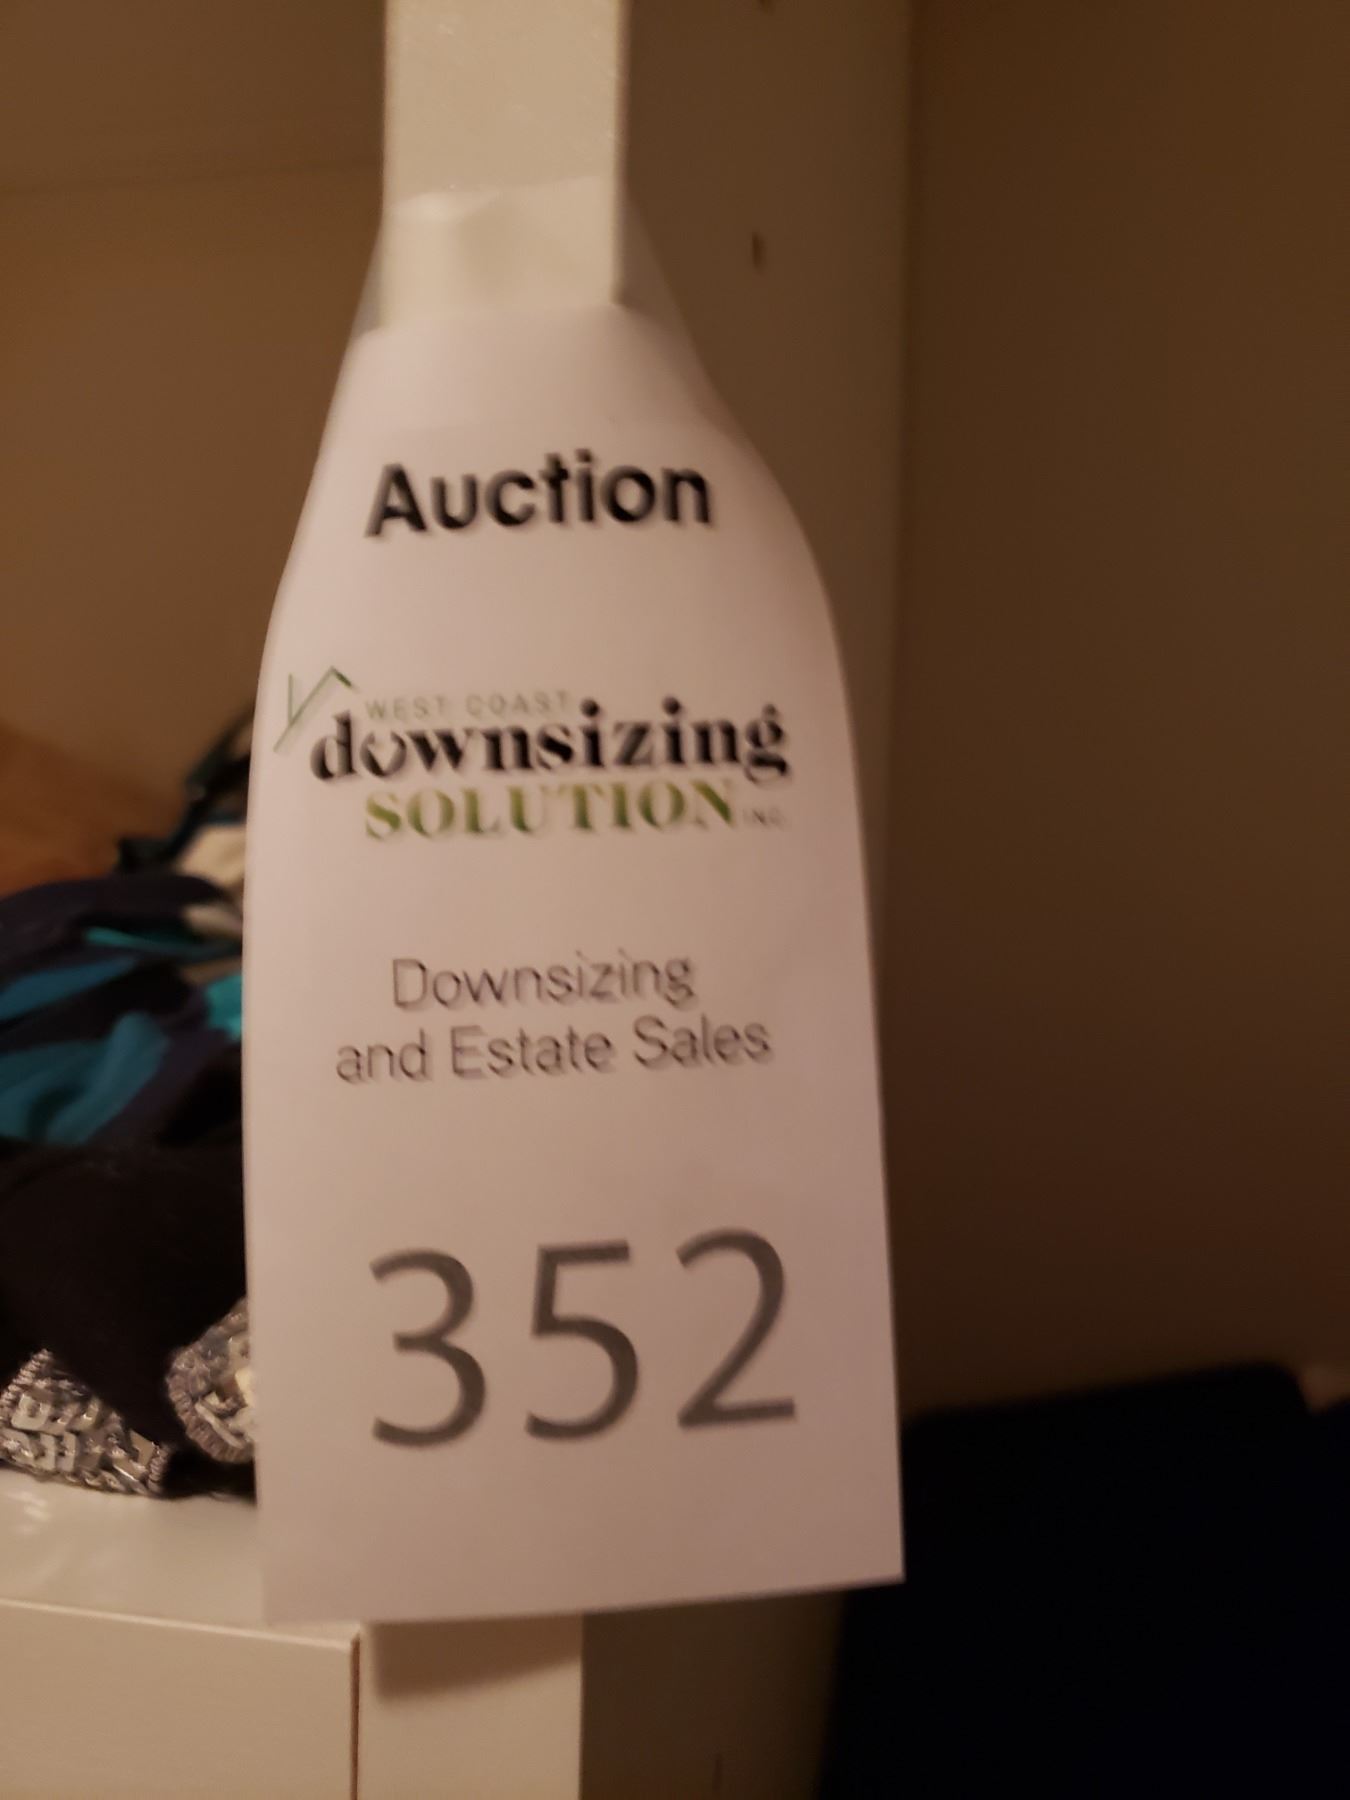 Auction
WEST COAST
downsizing
SOLUTION INC.
Downsizing
and Estate Sales
352